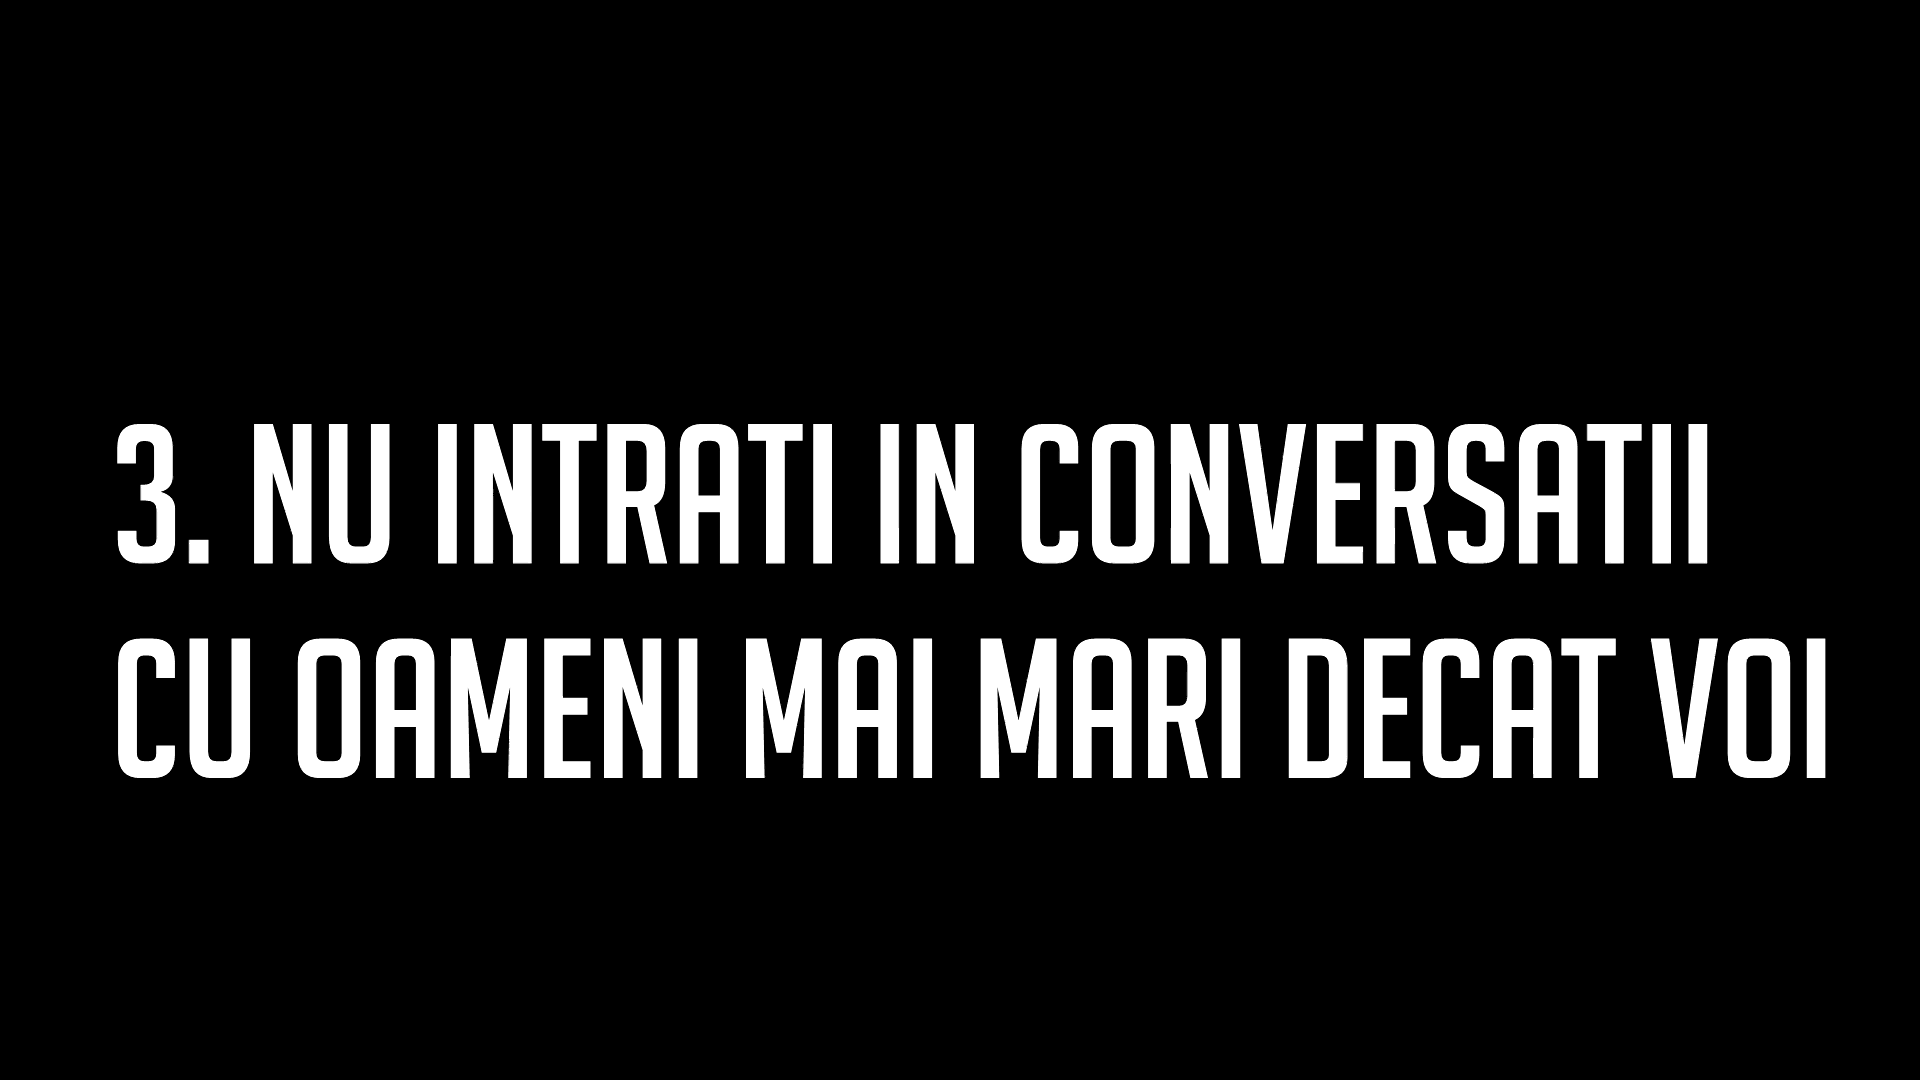 3. NU INTRATI IN CONVERSATII
CU OAMENI MAI MARI DECAT VOI